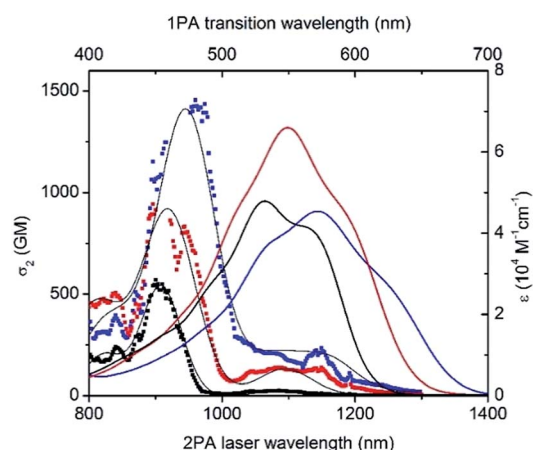 1PA transition wavelength (nm)
400 500 600 700
1500
1000
500
0
σ₂ (GM)
8
6
4
2
0
ε (10⁴ M⁻¹cm⁻¹)
800 1000 1200 1400
2PA laser wavelength (nm)